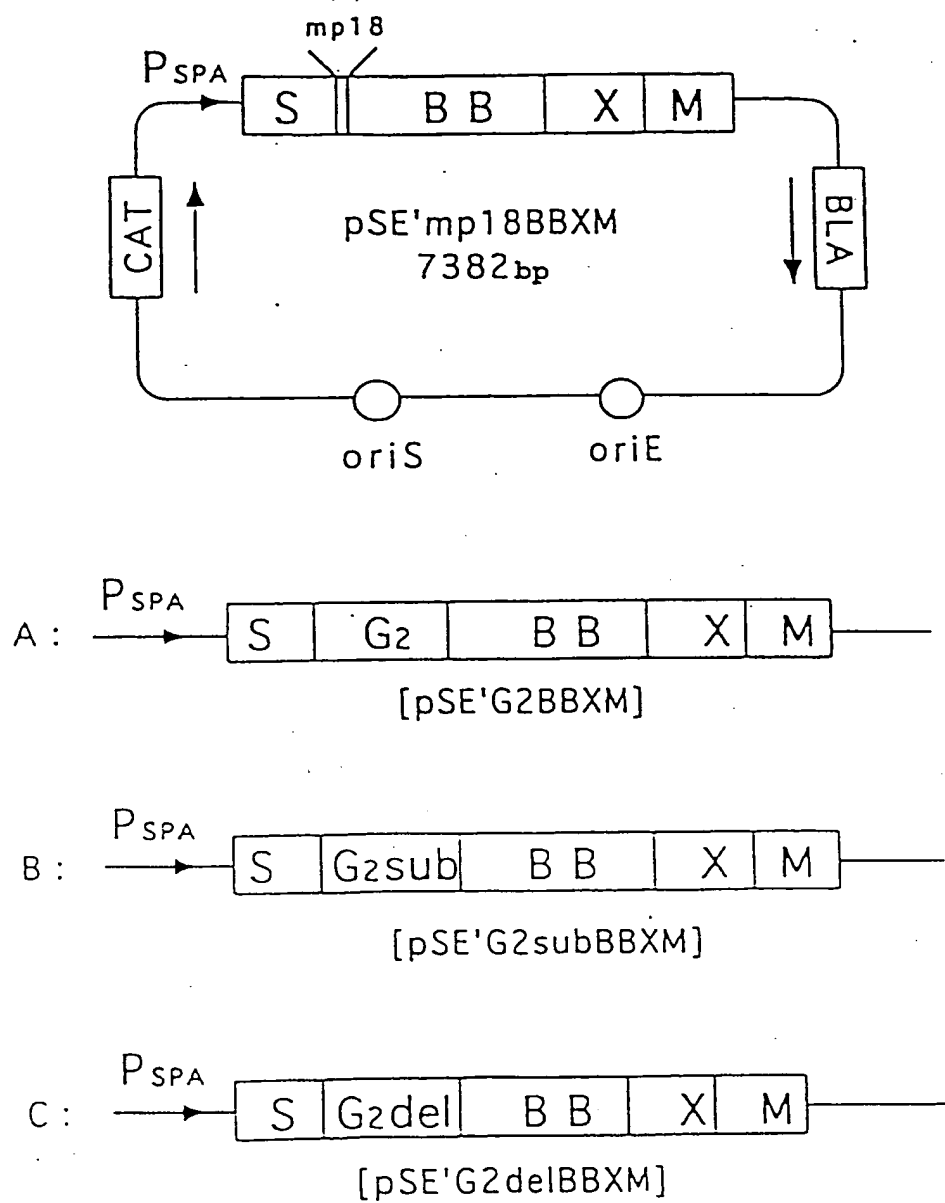 mp18
PSPA
S BB X M
CAT
BLA
pSE'mp18BBXM
7382bp
oriS
oriE
PSPA
A: S G2 BB X M
[pSE'G2BBXM]
PSPA
B: S G2sub BB X M
[pSE'G2subBBXM]
PSPA
C: S G2del BB X M
[pSE'G2delBBXM]